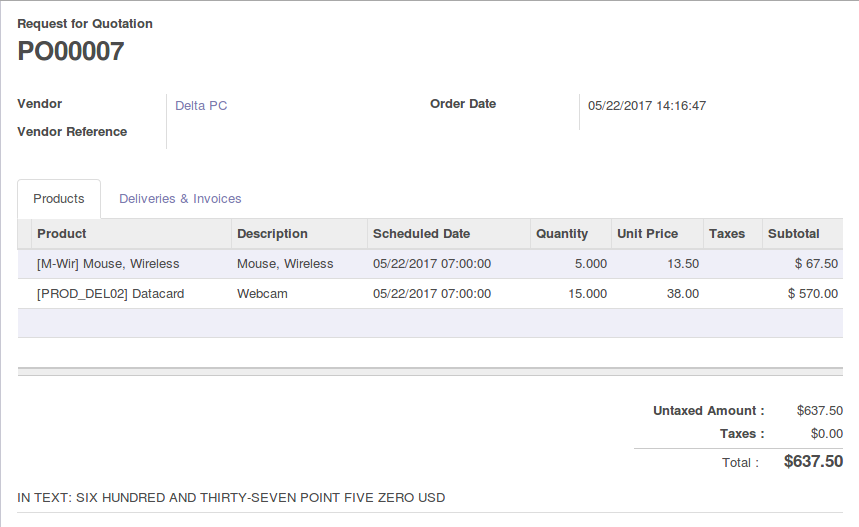 Request for Quotation
PO00007
Vendor Delta PC Order Date 05/22/2017 14:16:47
Vendor Reference
Products Deliveries & Invoices
Product Description Scheduled Date Quantity Unit Price Taxes Subtotal
[M-Wir] Mouse, Wireless Mouse, Wireless 05/22/2017 07:00:00 5.000 13.50 $ 67.50
[PROD_DEL02] Datacard Webcam 05/22/2017 07:00:00 15.000 38.00 $ 570.00
Untaxed Amount : $637.50
Taxes : $0.00
Total : $637.50
IN TEXT: SIX HUNDRED AND THIRTY-SEVEN POINT FIVE ZERO USD